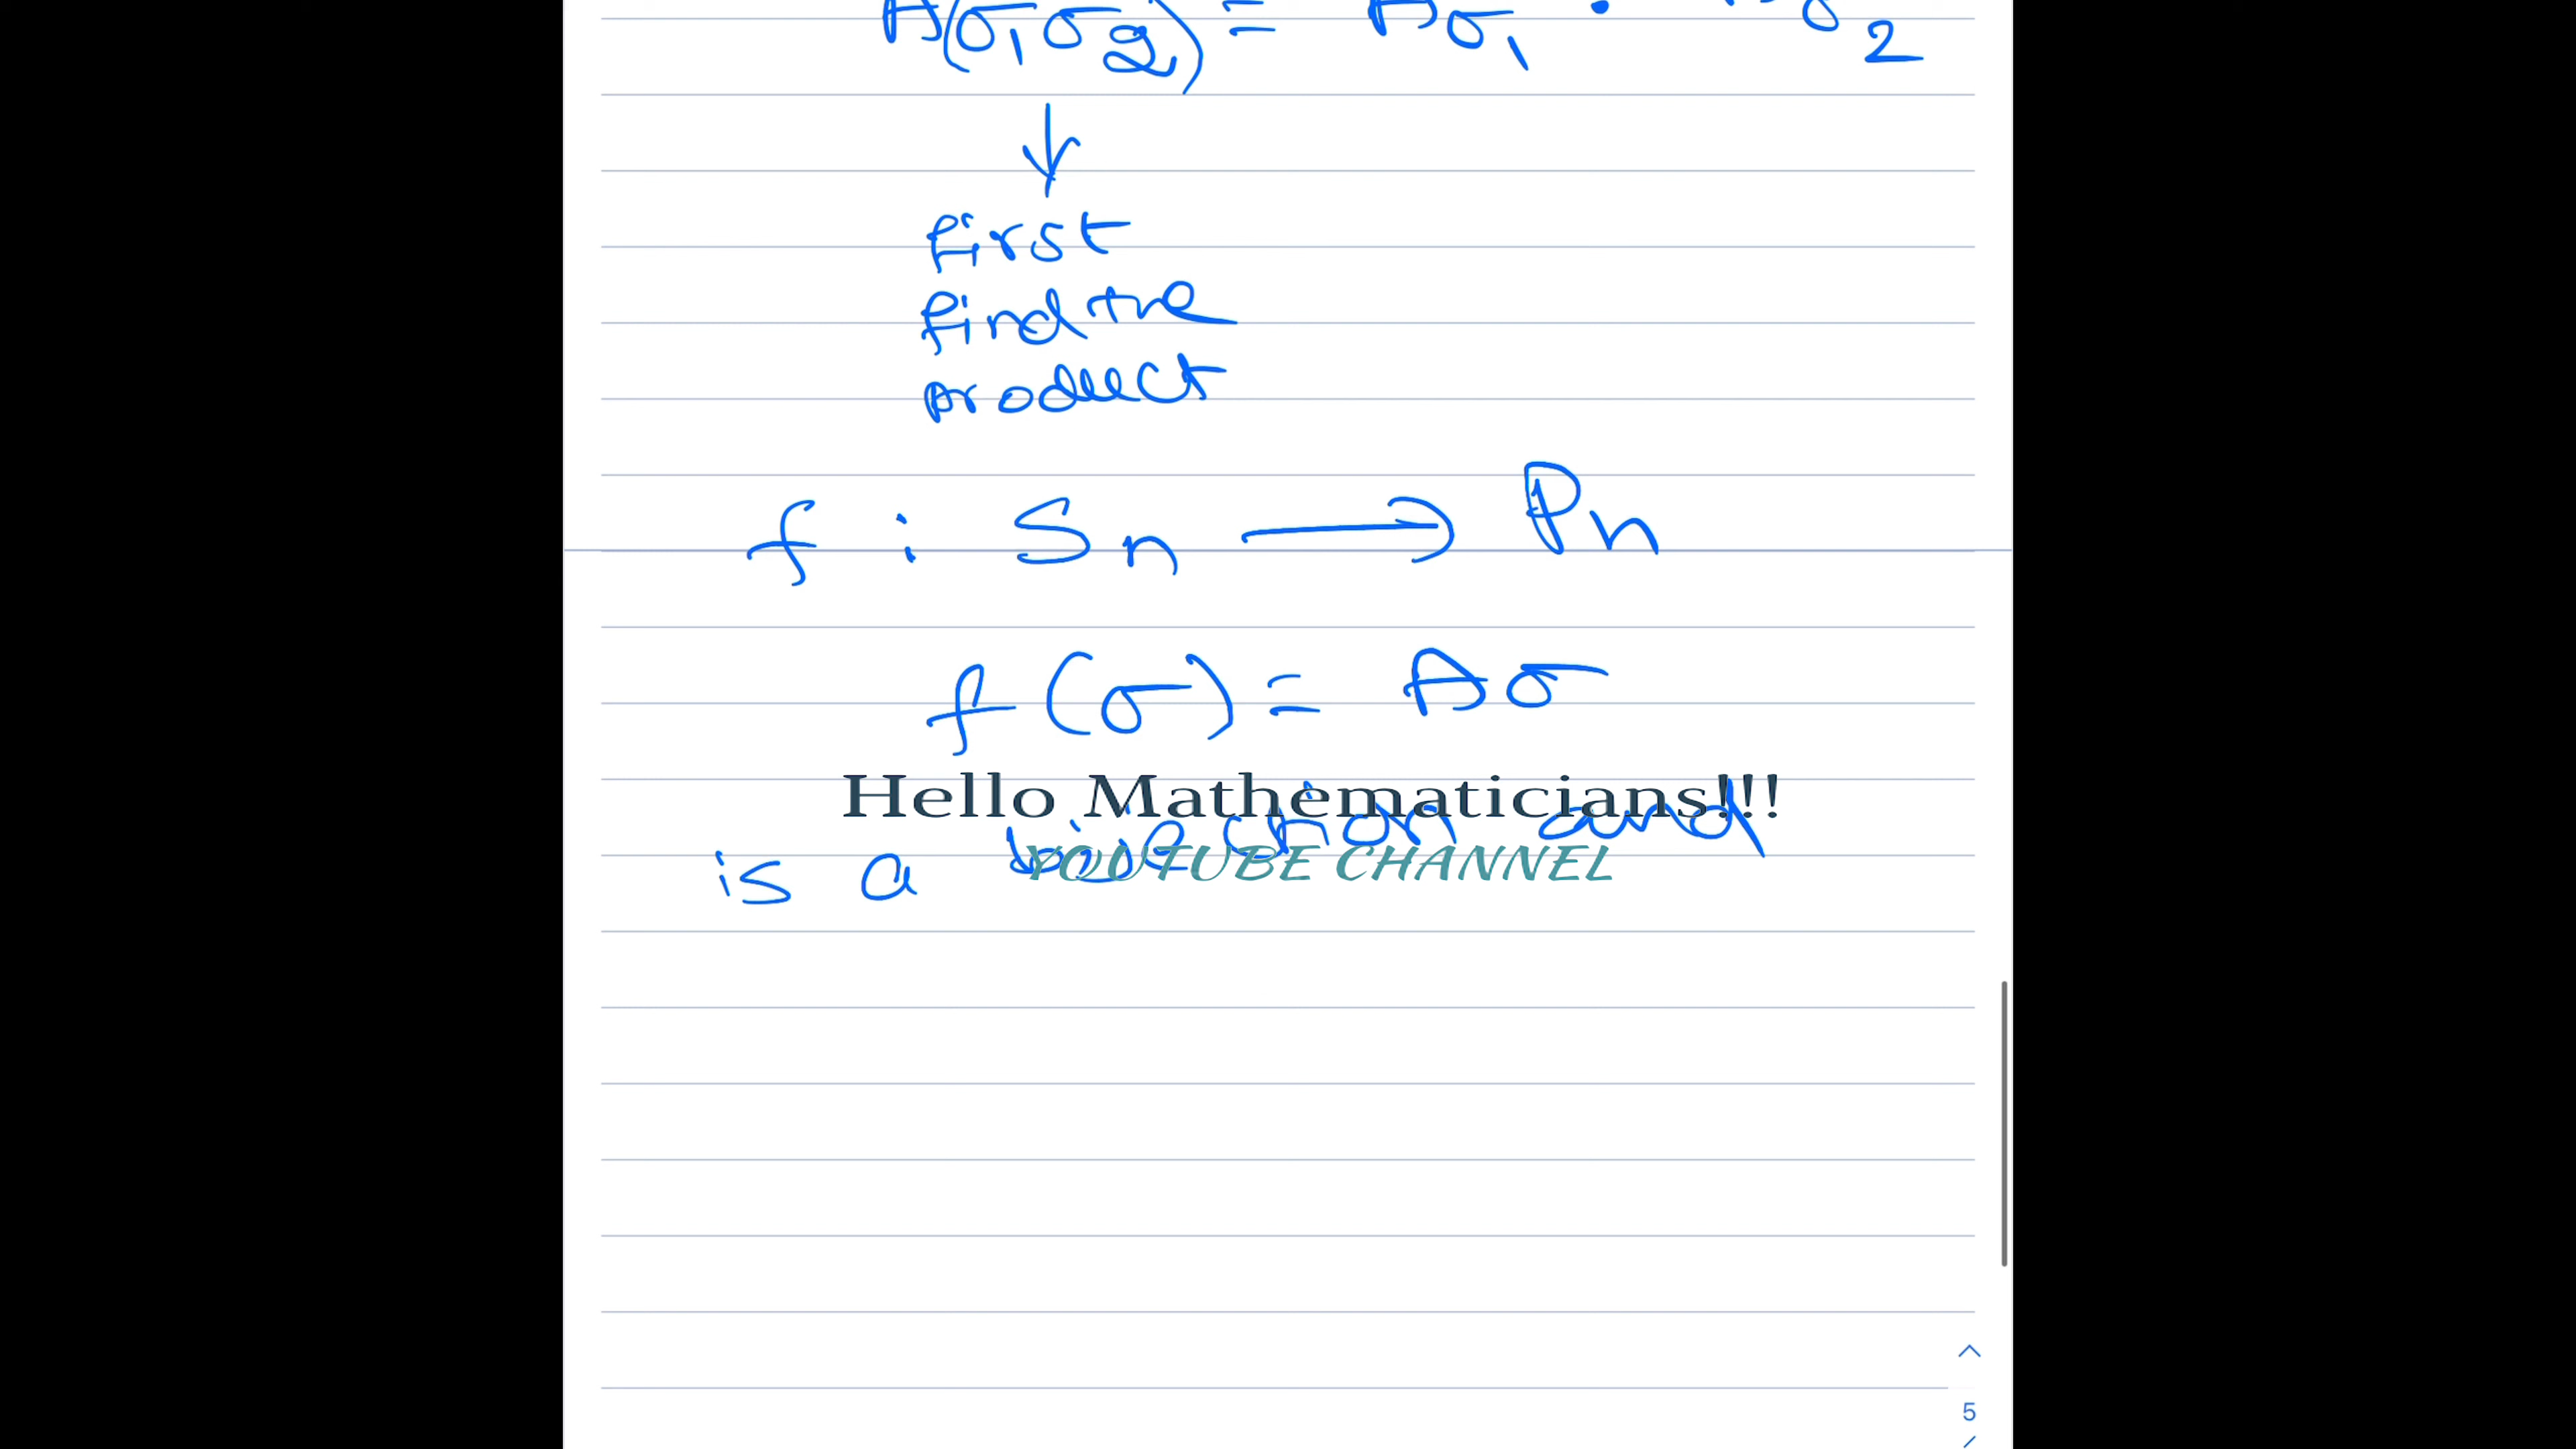 A(σ₁σ₂) = Aσ₁ · Aσ₂
first
find the
product
f : Sn → Pn
f(σ) = Aσ
Hello Mathematicians!!!
is a bijection and
YOUTUBE CHANNEL
5